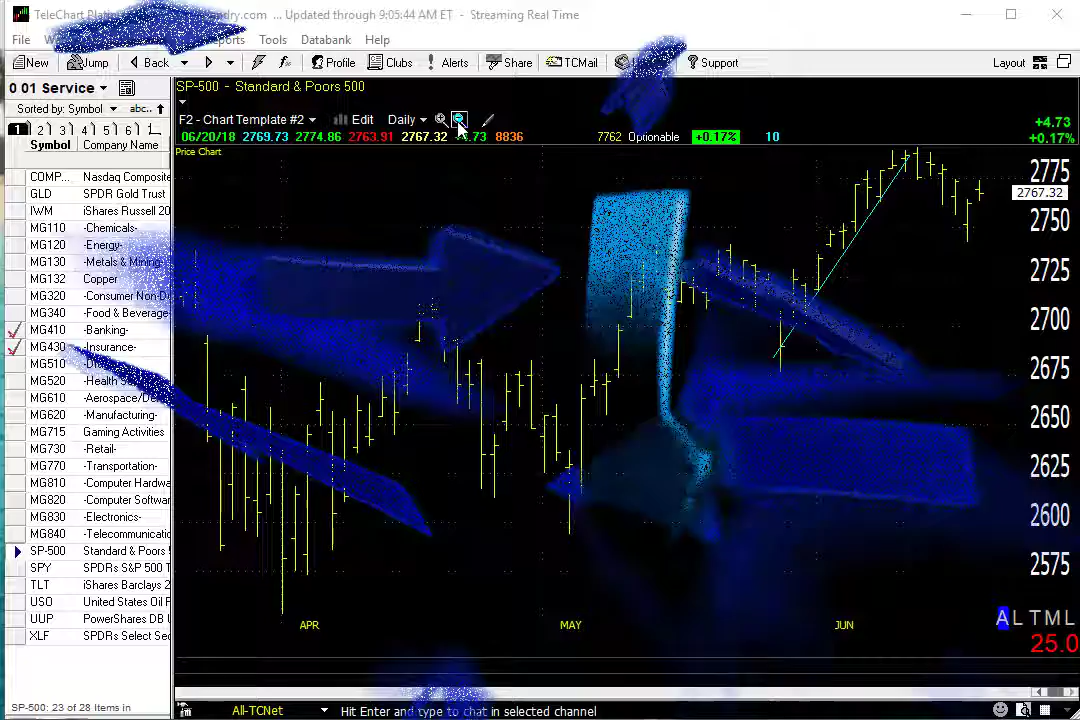 TeleChart ... Updated through 9:05:44 AM ET - Streaming Real Time
File Tools Databank Help
New Jump Back Profile Clubs Alerts Share TCMail Support Layout
0 01 Service
SP-500 - Standard & Poors 500
Sorted by: Symbol abc..
1 2 3 4 5 6
F2 - Chart Template #2 Edit Daily
06/20/18 2769.73 2774.86 2763.91 2767.32 4.73 8836 7762 Optionable +0.17% 10
+4.73
+0.17%
Symbol Company Name
Price Chart
COMP... Nasdaq Composite
GLD SPDR Gold Trust
IWM iShares Russell 20
MG110 -Chemicals-
MG120 -Energy-
MG130 -Metals & Mining-
MG132 Copper
MG320 -Consumer Non-D
MG340 -Food & Beverage
MG410 -Banking-
MG430 -Insurance-
MG510
MG520 -Health
MG610 -Aerospace/De
MG620 -Manufacturing-
MG715 Gaming Activities
MG730 -Retail-
MG770 -Transportation-
MG810 -Computer Hardwa
MG820 -Computer Softwa
MG830 -Electronics-
MG840 -Telecommunicatio
SP-500 Standard & Poors
SPY SPDRs S&P 500 T
TLT iShares Barclays 2
USO United States Oil F
UUP PowerShares DB U
XLF SPDRs Select Sec
2775
2767.32
2750
2725
2700
2675
2650
2625
2600
2575
APR MAY JUN
A L T M L
25.0
SP-500: 23 of 28 Items in
All-TCNet Hit Enter and type to chat in selected channel